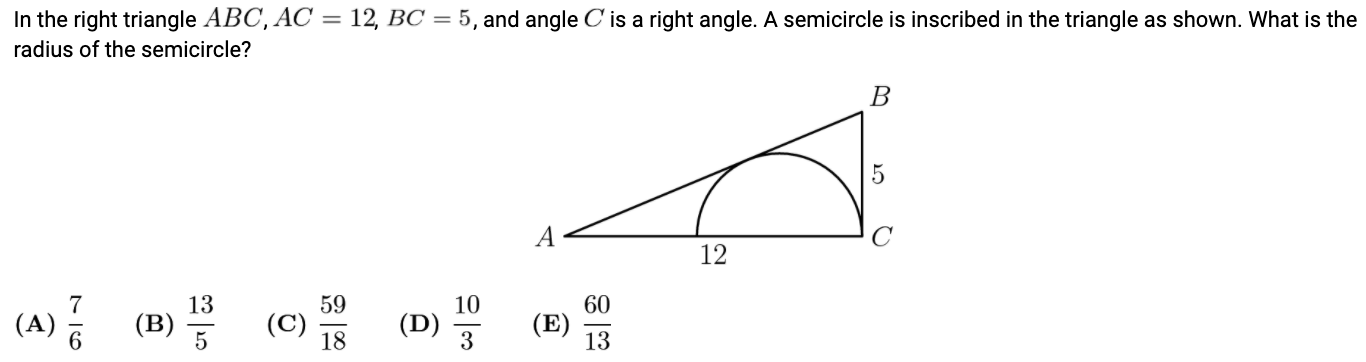 In the right triangle ABC, AC = 12, BC = 5, and angle C is a right angle. A semicircle is inscribed in the triangle as shown. What is the
radius of the semicircle?
B
5
A
C
12
(A) 7/6 (B) 13/5 (C) 59/18 (D) 10/3 (E) 60/13